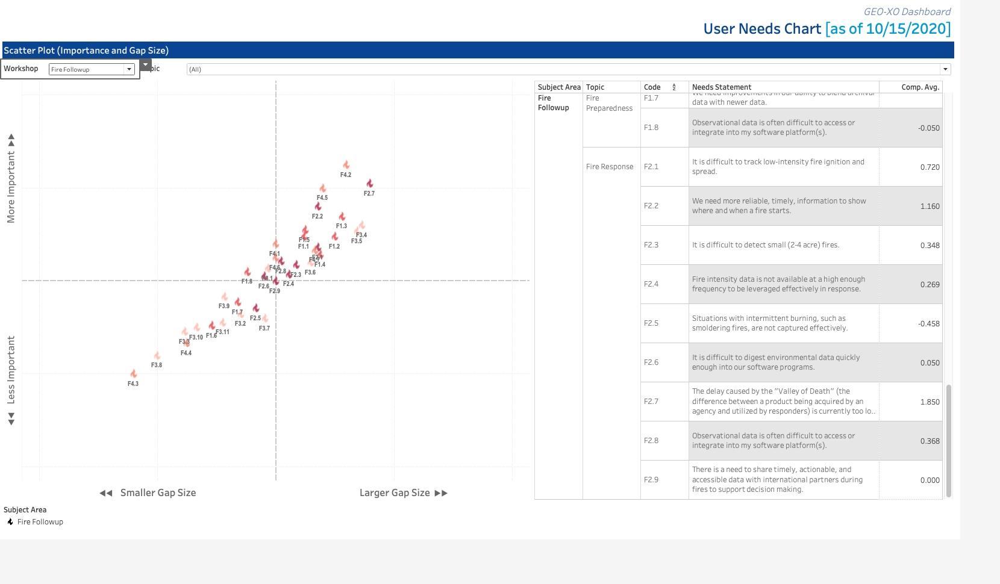 GEO-XO Dashboard
User Needs Chart [as of 10/15/2020]
Scatter Plot (Importance and Gap Size)
Workshop
Fire Followup
pic
(All)
More Important
Less Important
F4.2
F2.7
F4.5
F2.2
F1.3
F3.4
F3.5
F1.5
F1.1
F1.2
F4.1
F1.4
F4.6
F2.8
F2.3
F3.6
F1.8
F2.6
F2.4
F2.9
F3.9
F1.7
F2.5
F3.2
F3.7
F3.11
F1.6
F3.10
F3.3
F4.4
F3.8
F4.3
Smaller Gap Size
Larger Gap Size
Subject Area
Fire Followup
Subject Area Topic Code Needs Statement Comp. Avg.
Fire
Followup
Fire
Preparedness
F1.7
We need improvements in our ability to blend archival
data with newer data.
F1.8
Observational data is often difficult to access or
integrate into my software platform(s).
-0.050
Fire Response
F2.1
It is difficult to track low-intensity fire ignition and
spread.
0.720
F2.2
We need more reliable, timely, information to show
where and when a fire starts.
1.160
F2.3
It is difficult to detect small (2-4 acre) fires.
0.348
F2.4
Fire intensity data is not available at a high enough
frequency to be leveraged effectively in response.
0.269
F2.5
Situations with intermittent burning, such as
smoldering fires, are not captured effectively.
-0.458
F2.6
It is difficult to digest environmental data quickly
enough into our software programs.
0.050
F2.7
The delay caused by the "Valley of Death" (the
difference between a product being acquired by an
agency and utilized by responders) is currently too lo..
1.850
F2.8
Observational data is often difficult to access or
integrate into my software platform(s).
0.368
F2.9
There is a need to share timely, actionable, and
accessible data with international partners during
fires to support decision making.
0.000